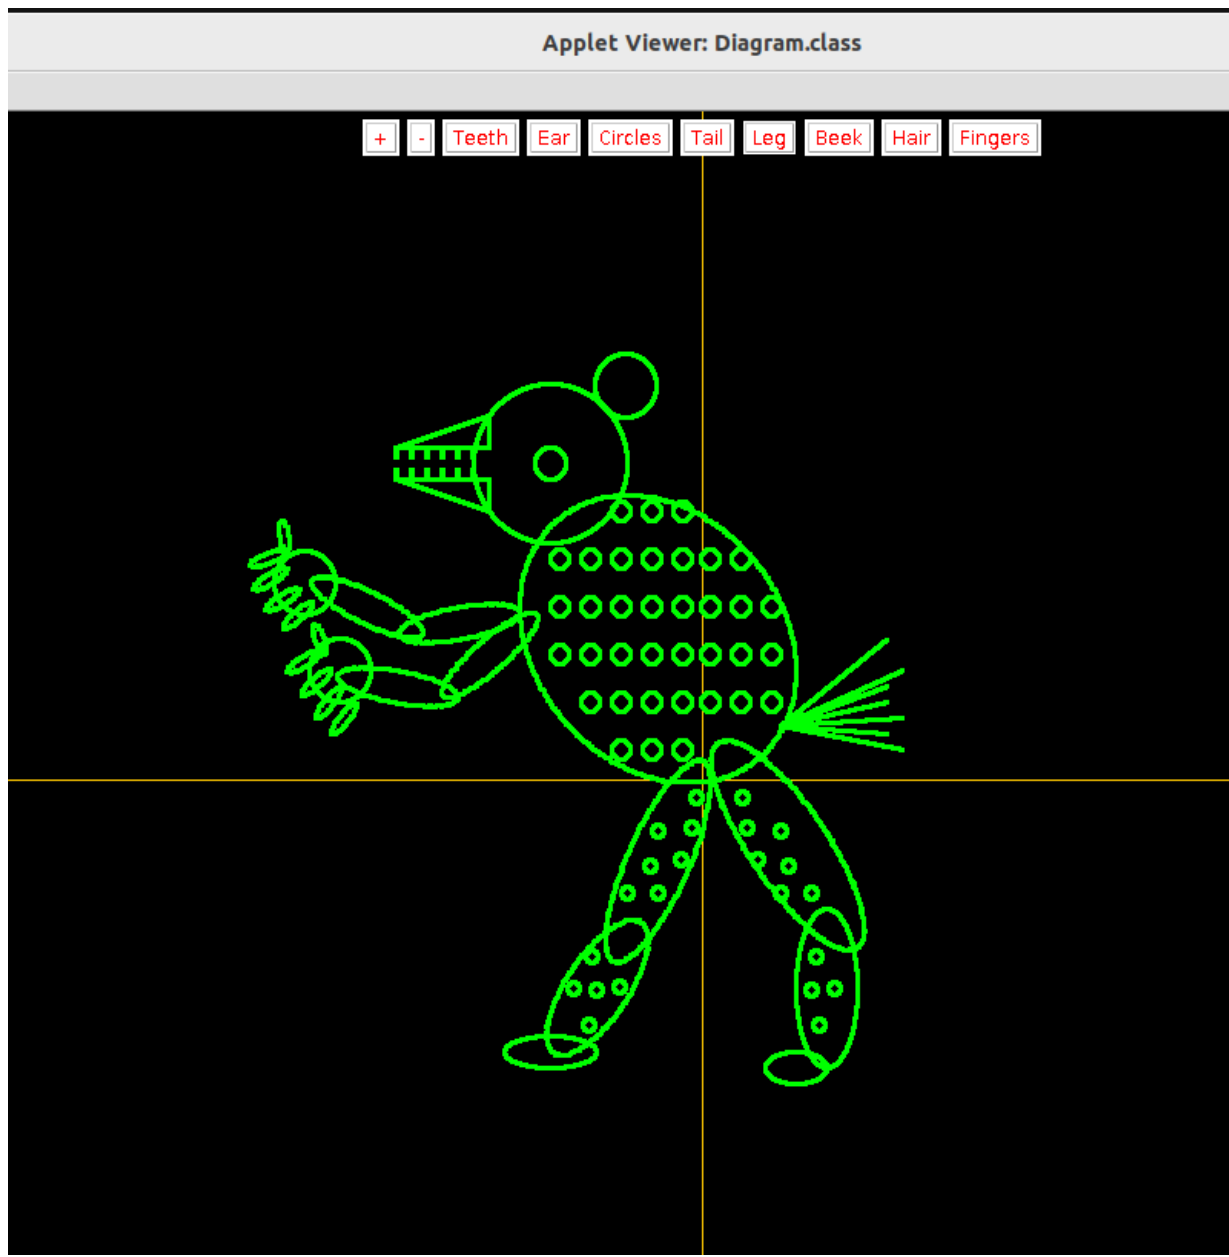 Applet Viewer: Diagram.class
+ - Teeth Ear Circles Tail Leg Beek Hair Fingers